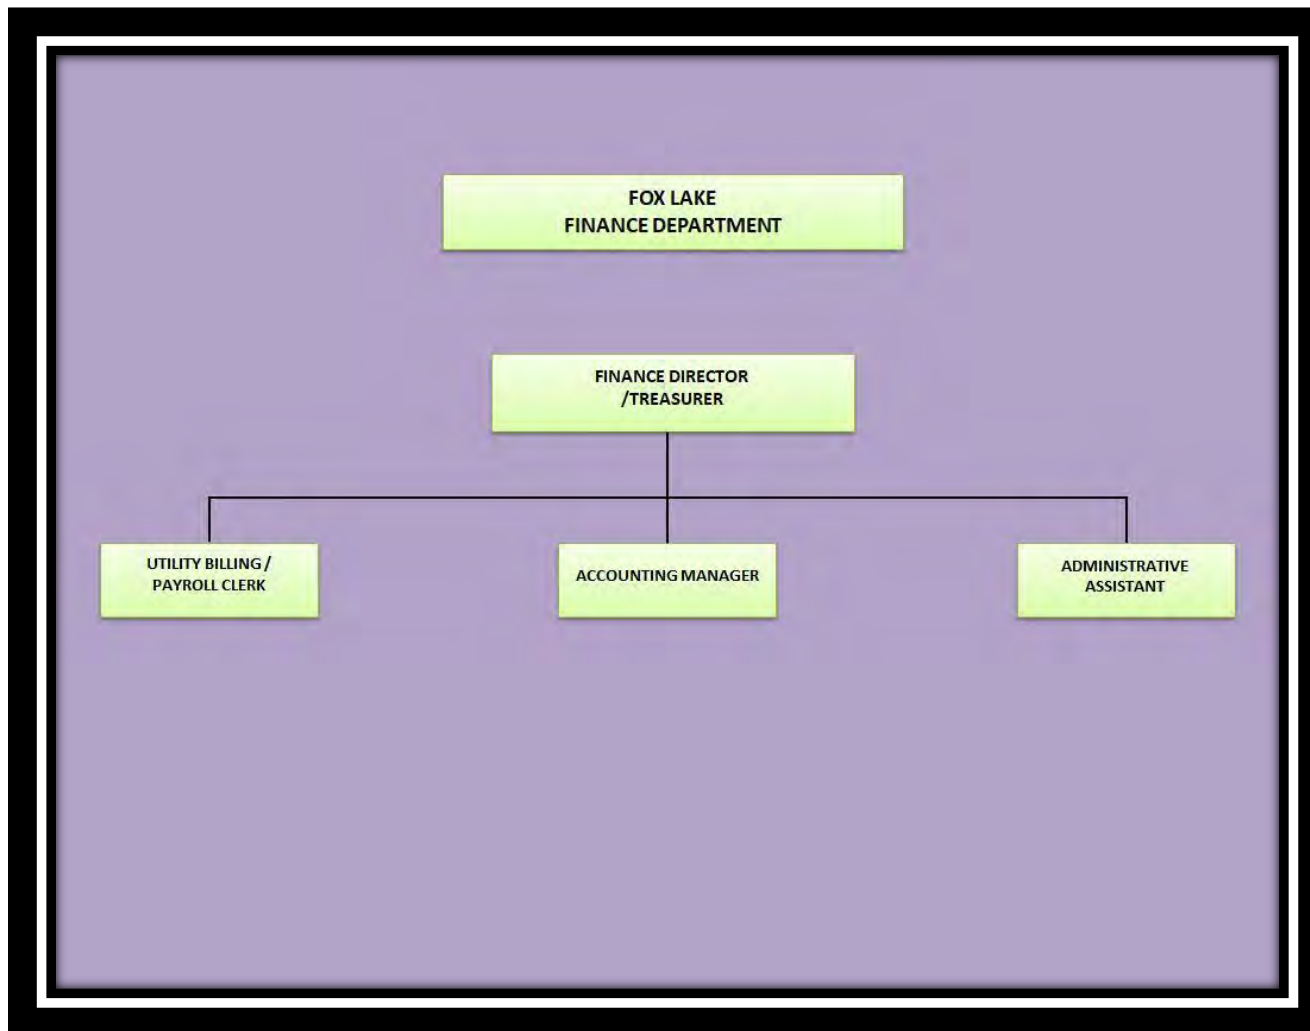 FOX LAKE
FINANCE DEPARTMENT
FINANCE DIRECTOR
/TREASURER
UTILITY BILLING /
PAYROLL CLERK
ACCOUNTING MANAGER
ADMINISTRATIVE
ASSISTANT